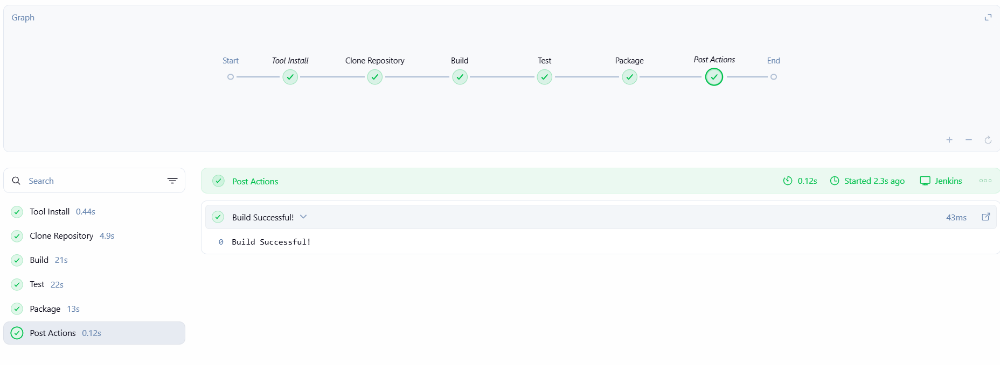 Graph
Start Tool Install Clone Repository Build Test Package Post Actions End
Search
Tool Install 0.44s
Clone Repository 4.9s
Build 21s
Test 22s
Package 13s
Post Actions 0.12s
Post Actions 0.12s Started 2.3s ago Jenkins
Build Successful! 43ms
0 Build Successful!